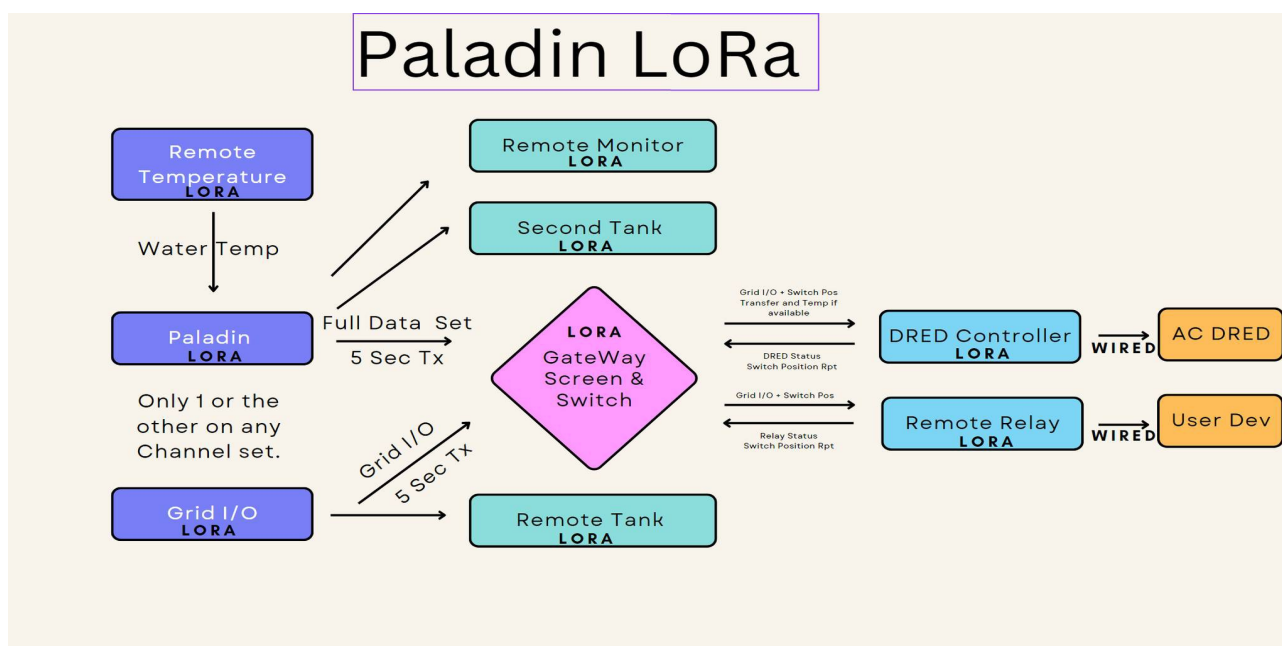 Paladin LoRa
Remote
Temperature
LORA
Water Temp
Paladin
LORA
Only 1 or the
other on any
Channel set.
Grid I/O
LORA
Remote Monitor
LORA
Second Tank
LORA
Full Data Set
5 Sec Tx
LORA
GateWay
Screen &
Switch
Grid I/O
5 Sec Tx
Remote Tank
LORA
Grid I/O + Switch Pos
Transfer and Temp if
available
DRED Status
Switch Position Rpt
Grid I/O + Switch Pos
Relay Status
Switch Position Rpt
DRED Controller
LORA
WIRED
AC DRED
Remote Relay
LORA
WIRED
User Dev